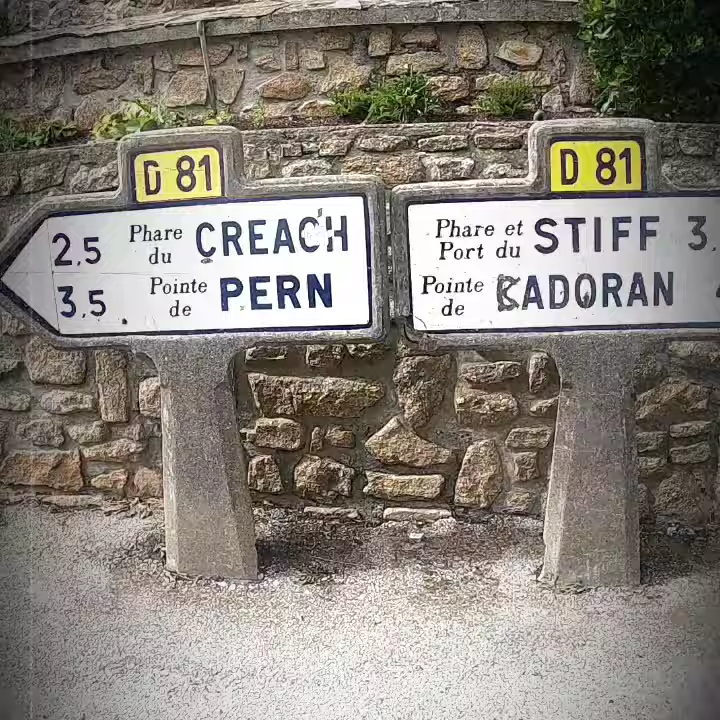 D 81
2,5 Phare du CREAC'H
3,5 Pointe de PERN
D 81
Phare et Port du STIFF 3,
Pointe de KADORAN